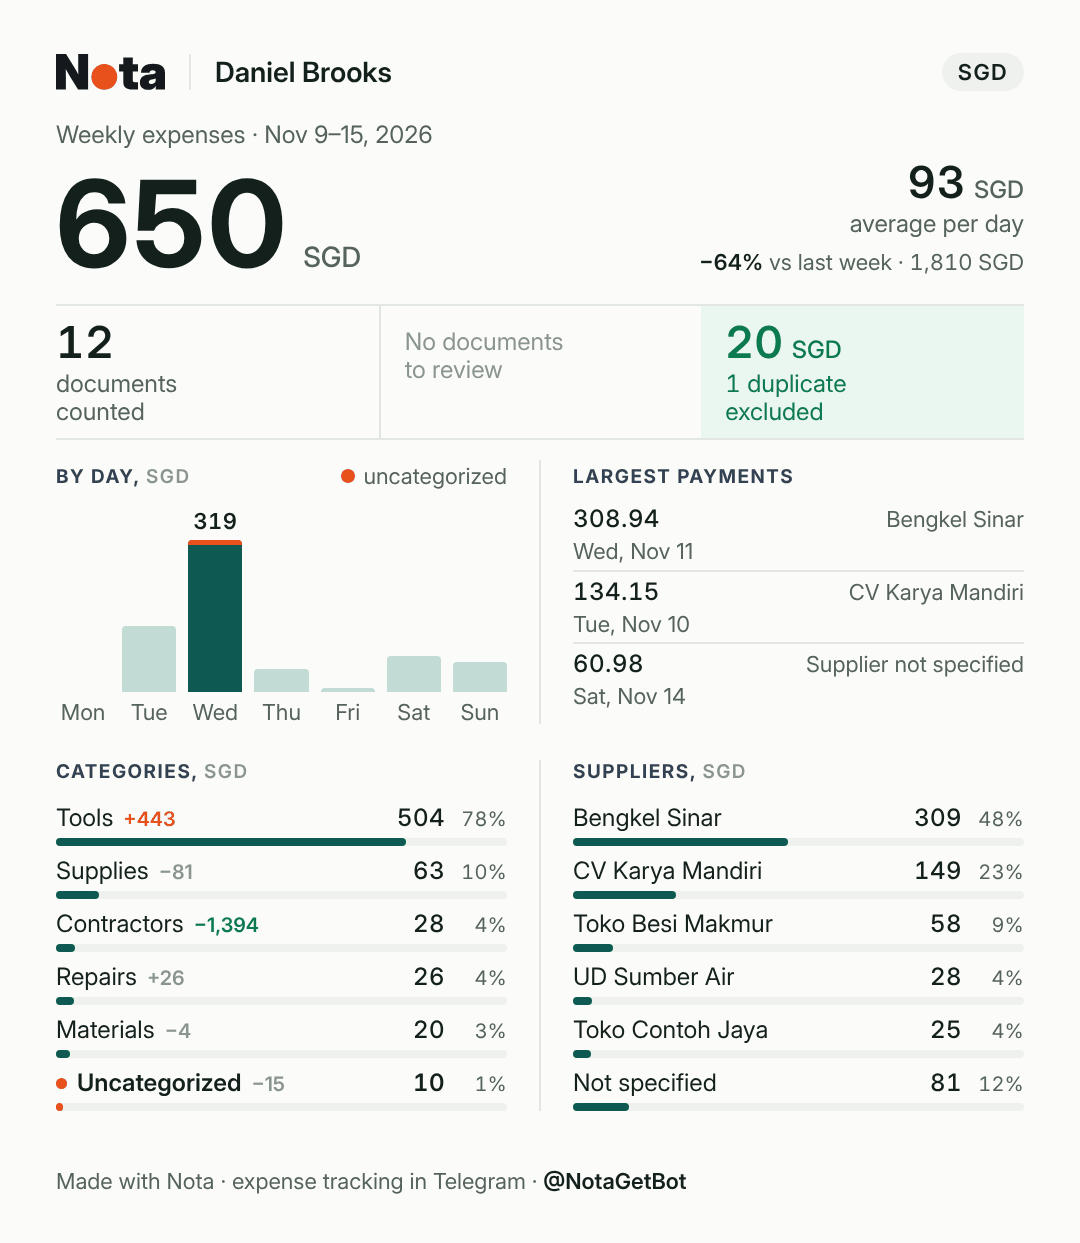 Nota
Daniel Brooks
SGD
Weekly expenses · Nov 9–15, 2026
650 SGD
93 SGD
average per day
−64% vs last week · 1,810 SGD
12
documents
counted
No documents
to review
20 SGD
1 duplicate
excluded
BY DAY, SGD
uncategorized
319
Mon Tue Wed Thu Fri Sat Sun
LARGEST PAYMENTS
308.94 Bengkel Sinar
Wed, Nov 11
134.15 CV Karya Mandiri
Tue, Nov 10
60.98 Supplier not specified
Sat, Nov 14
CATEGORIES, SGD
Tools +443 504 78%
Supplies −81 63 10%
Contractors −1,394 28 4%
Repairs +26 26 4%
Materials −4 20 3%
Uncategorized −15 10 1%
SUPPLIERS, SGD
Bengkel Sinar 309 48%
CV Karya Mandiri 149 23%
Toko Besi Makmur 58 9%
UD Sumber Air 28 4%
Toko Contoh Jaya 25 4%
Not specified 81 12%
Made with Nota · expense tracking in Telegram · @NotaGetBot